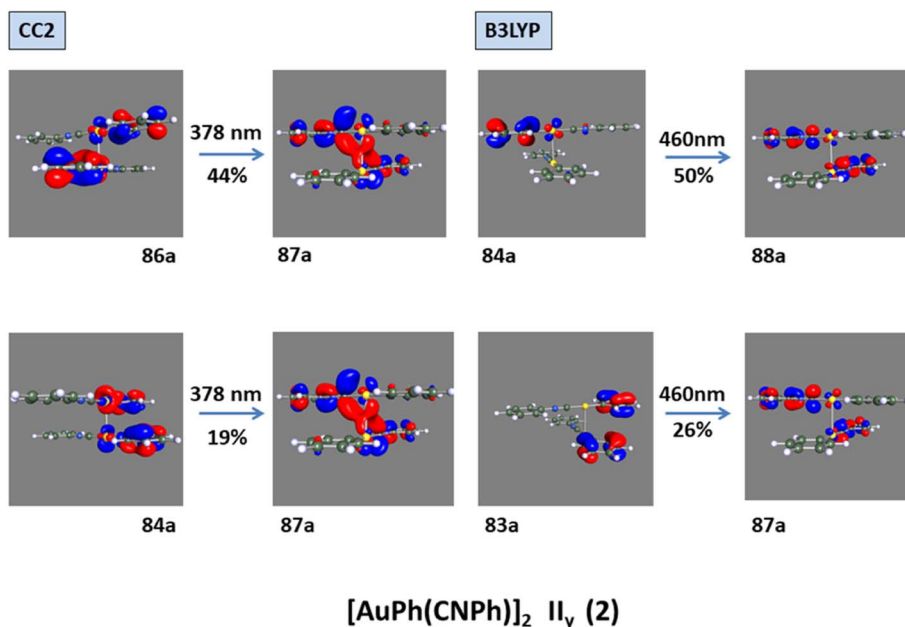 CC2
B3LYP
378 nm
44%
460nm
50%
86a
87a
84a
88a
378 nm
19%
460nm
26%
84a
87a
83a
87a
[AuPh(CNPh)]₂ IIᵧ (2)